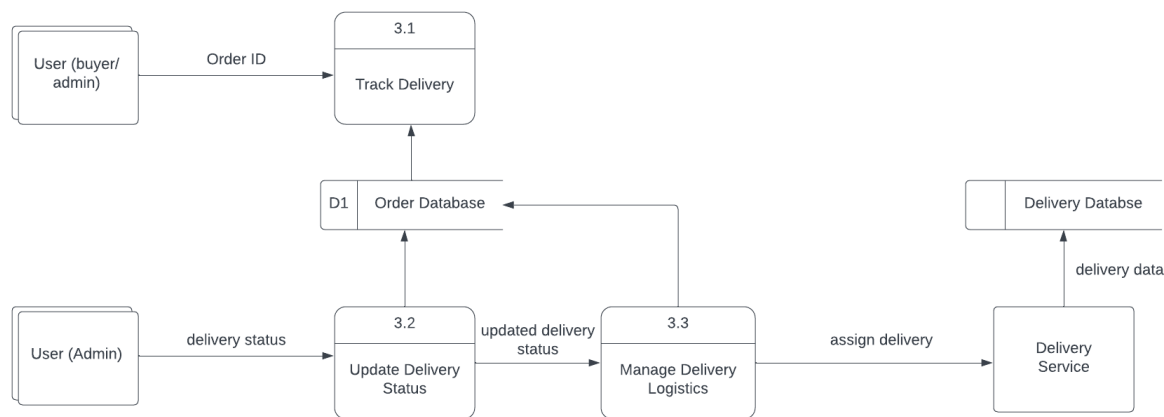 3.1
User (buyer/
admin)
Order ID
Track Delivery
D1
Order Database
Delivery Databse
delivery data
3.2
3.3
User (Admin)
delivery status
updated delivery
status
assign delivery
Update Delivery
Status
Manage Delivery
Logistics
Delivery
Service